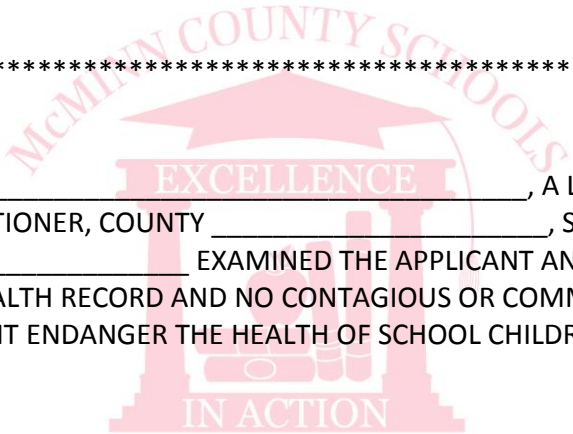 McMINN COUNTY SCHOOLS
****************************************
EXCELLENCE
________________________________________, A L
TIONER, COUNTY ______________________, S
______________ EXAMINED THE APPLICANT AN
ALTH RECORD AND NO CONTAGIOUS OR COMM
T ENDANGER THE HEALTH OF SCHOOL CHILDR
IN ACTION